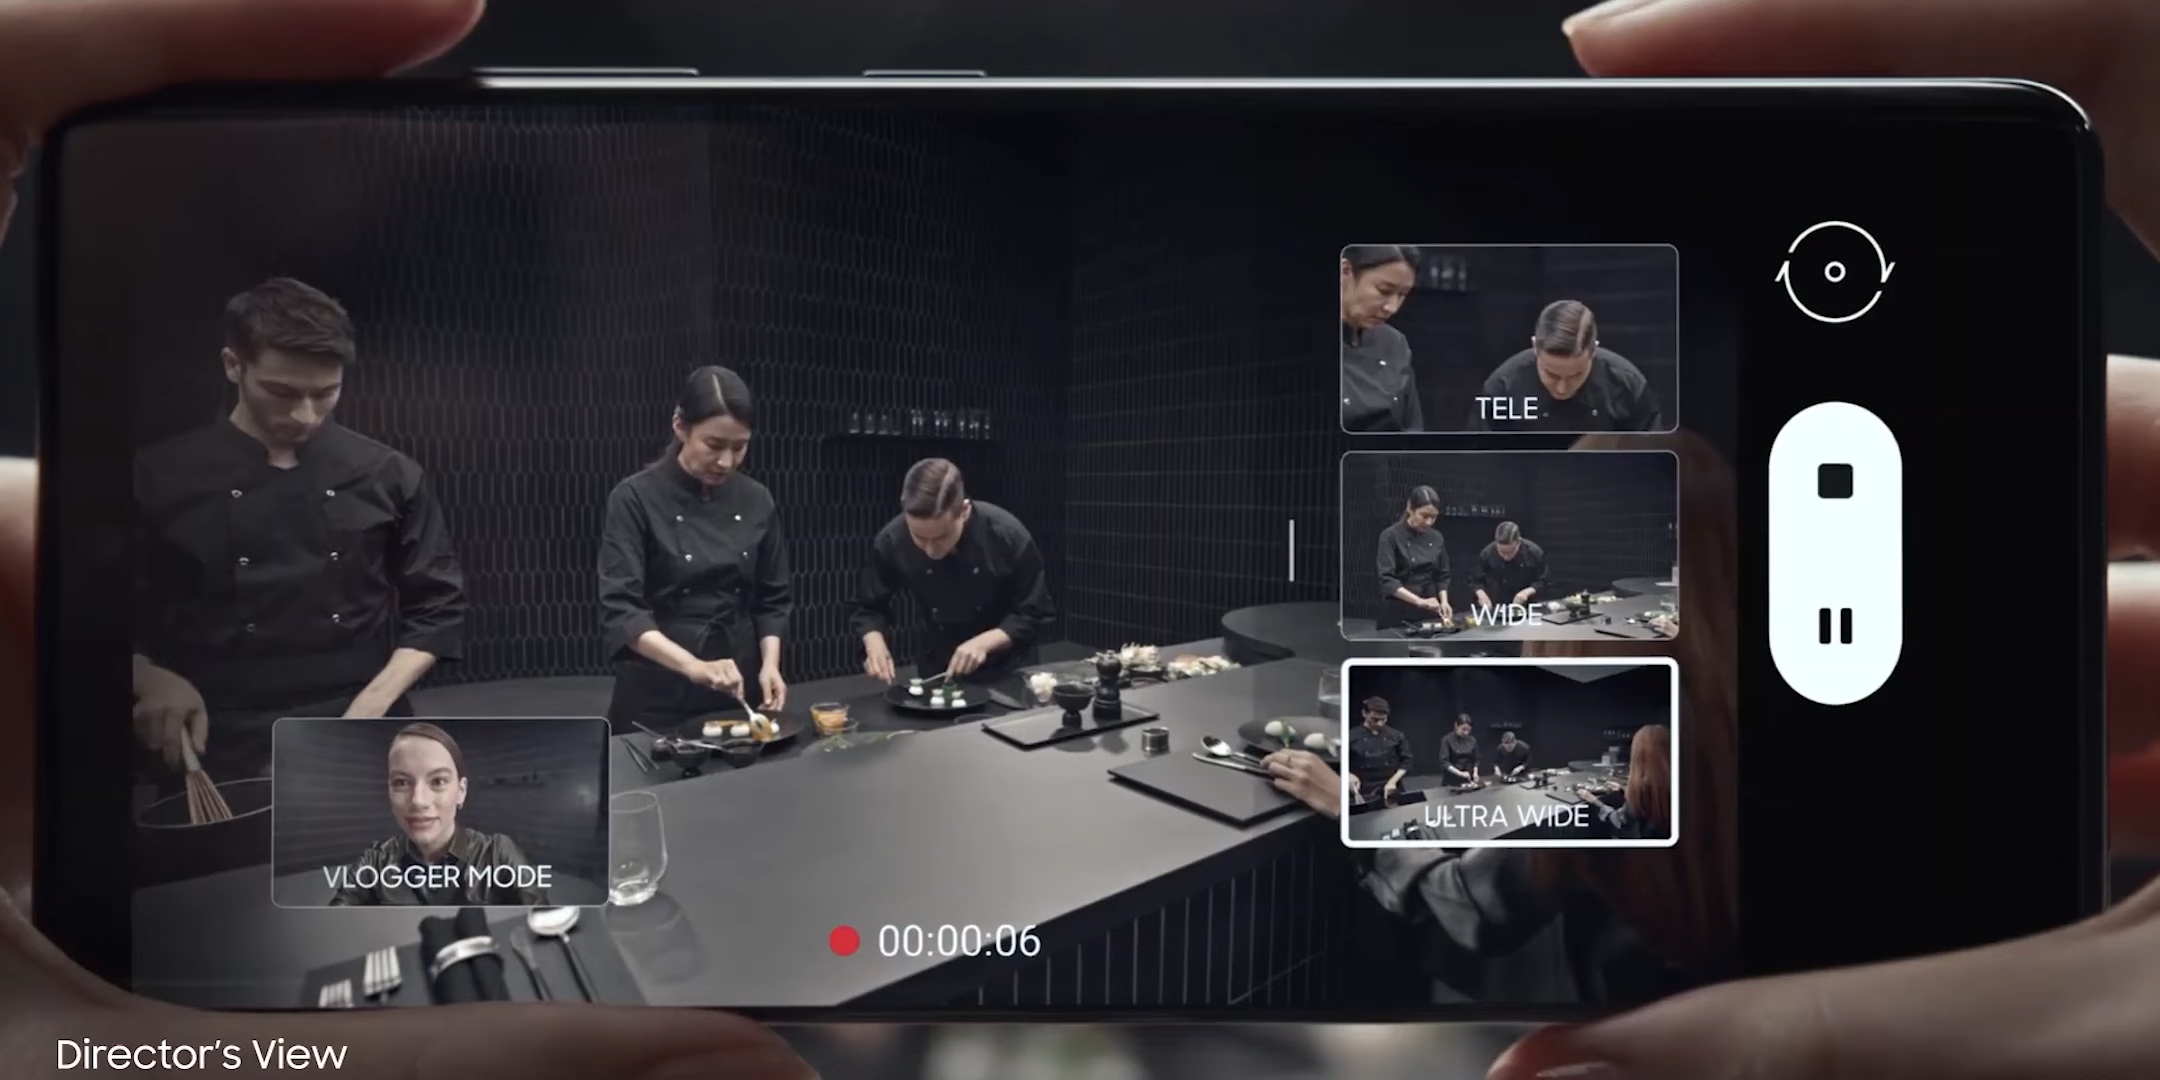 TELE
WIDE
ULTRA WIDE
VLOGGER MODE
00:00:06
Director's View